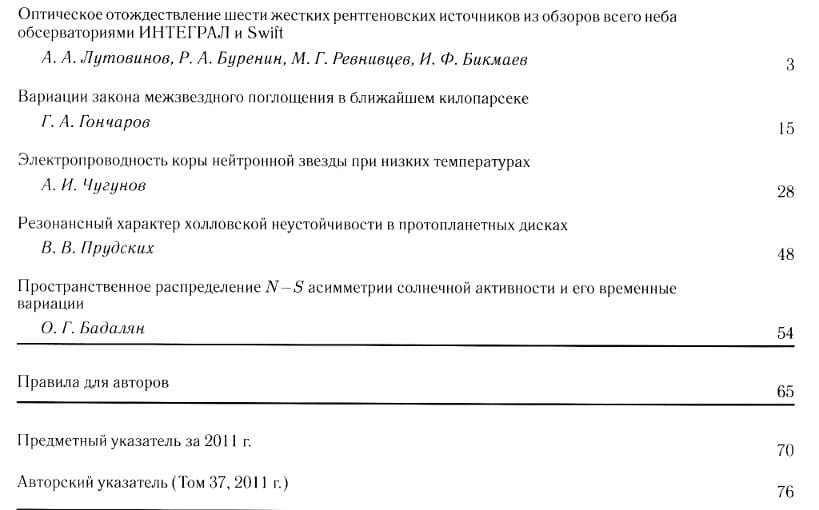 Оптическое отождествление шести жестких рентгеновских источников из обзоров всего неба
обсерваториями ИНТЕГРАЛ и Swift
А. А. Лутовинов, Р. А. Буренин, М. Г. Ревнивцев, И. Ф. Бикмаев 3
Вариации закона межзвездного поглощения в ближайшем килопарсеке
Г. А. Гончаров 15
Электропроводность коры нейтронной звезды при низких температурах
А. И. Чугунов 28
Резонансный характер холловской неустойчивости в протопланетных дисках
В. В. Прудских 48
Пространственное распределение N–S асимметрии солнечной активности и его временные
вариации
О. Г. Бадалян 54
Правила для авторов 65
Предметный указатель за 2011 г. 70
Авторский указатель (Том 37, 2011 г.) 76